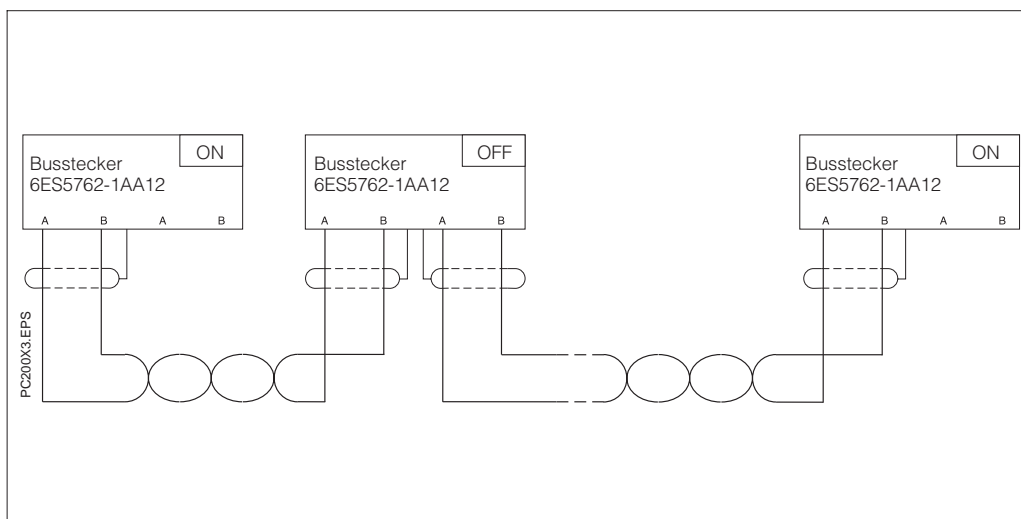 ON
Busstecker
6ES5762-1AA12
A B A B
OFF
Busstecker
6ES5762-1AA12
A B A B
ON
Busstecker
6ES5762-1AA12
A B A B
PC200X3.EPS